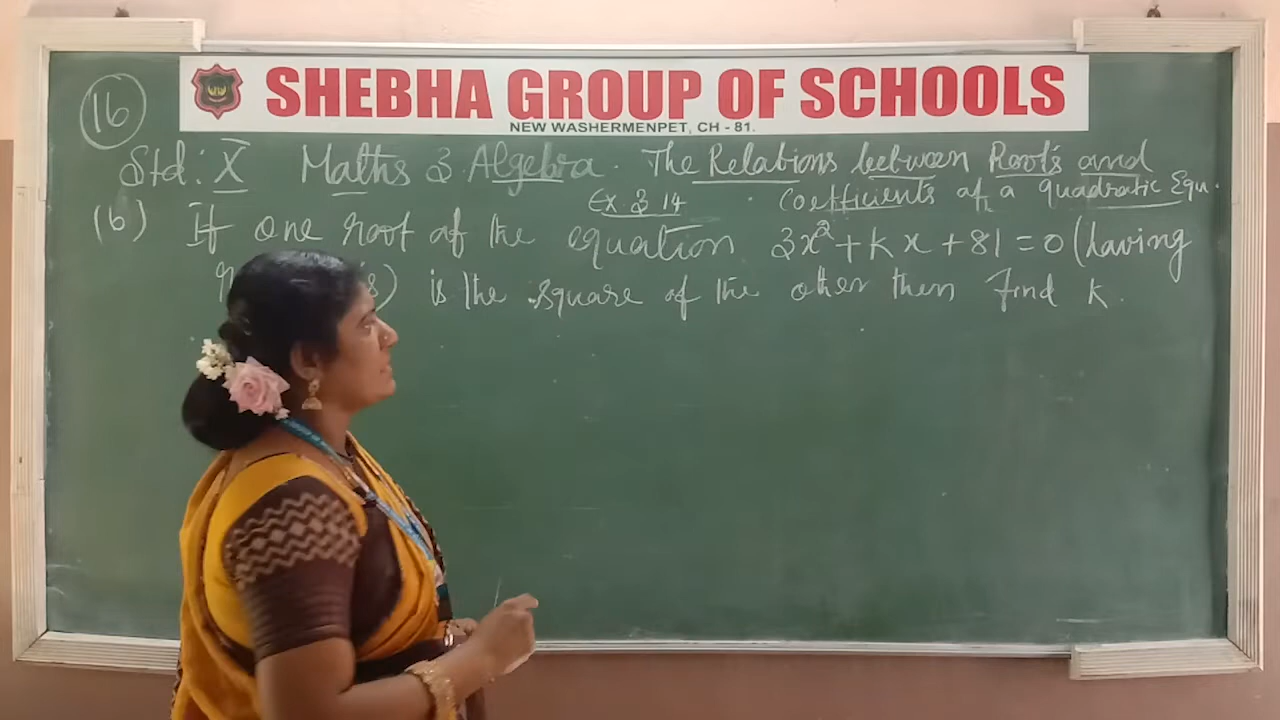 SHEBHA GROUP OF SCHOOLS
NEW WASHERMENPET, CH - 81.
16
Std: X Maths 3 Algebra. The Relations between Roots and
Ex 3.14 Coefficients of a quadratic Equ.
(6) If one root of the equation 3x²+kx+81=0 (having
is the square of the other then find k.